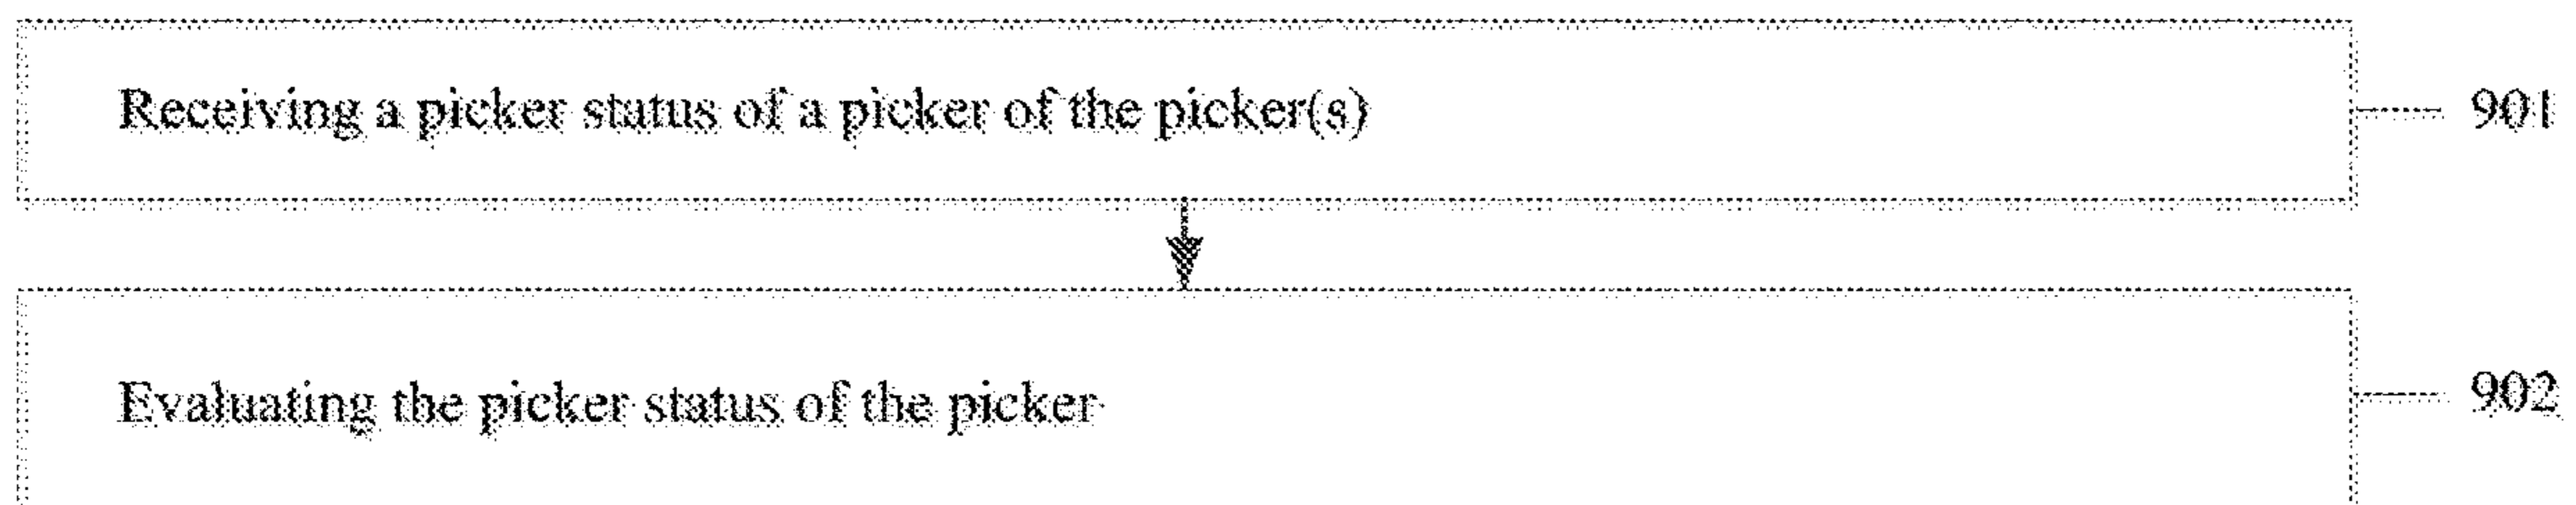 Receiving a picker status of a picker of the picker(s)
901
Evaluating the picker status of the picker
902